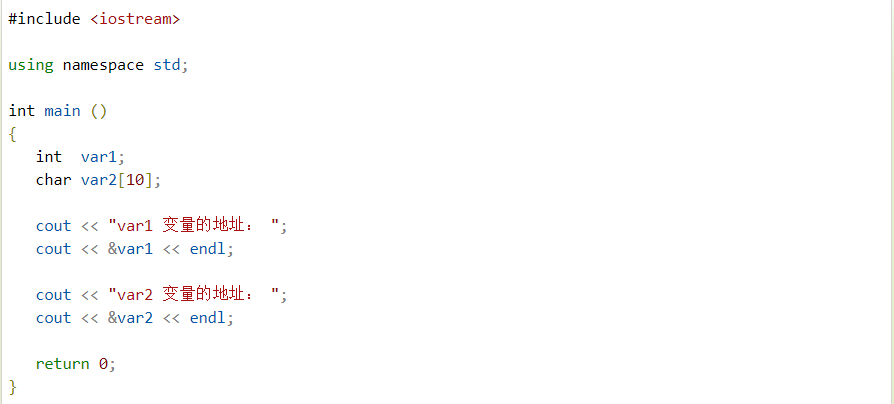 #include <iostream>
using namespace std;
int main ()
{
int  var1;
char var2[10];
cout << "var1 变量的地址： ";
cout << &var1 << endl;
cout << "var2 变量的地址： ";
cout << &var2 << endl;
return 0;
}